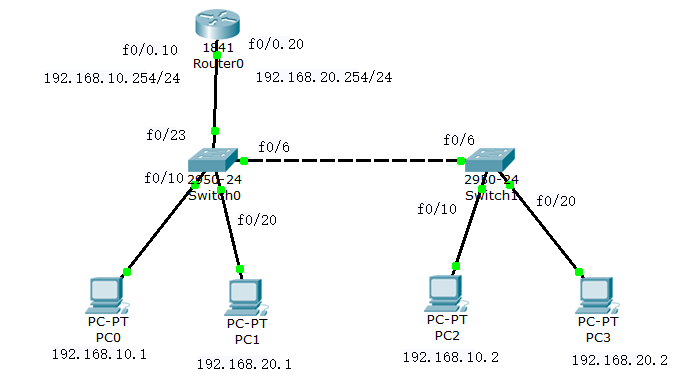 f0/0.10
f0/0.20
1841
Router0
192.168.10.254/24
192.168.20.254/24
f0/23
f0/6
f0/6
f0/10
2950-24
Switch0
2950-24
Switch1
f0/20
f0/10
f0/20
PC-PT
PC0
PC-PT
PC1
PC-PT
PC2
PC-PT
PC3
192.168.10.1
192.168.20.1
192.168.10.2
192.168.20.2